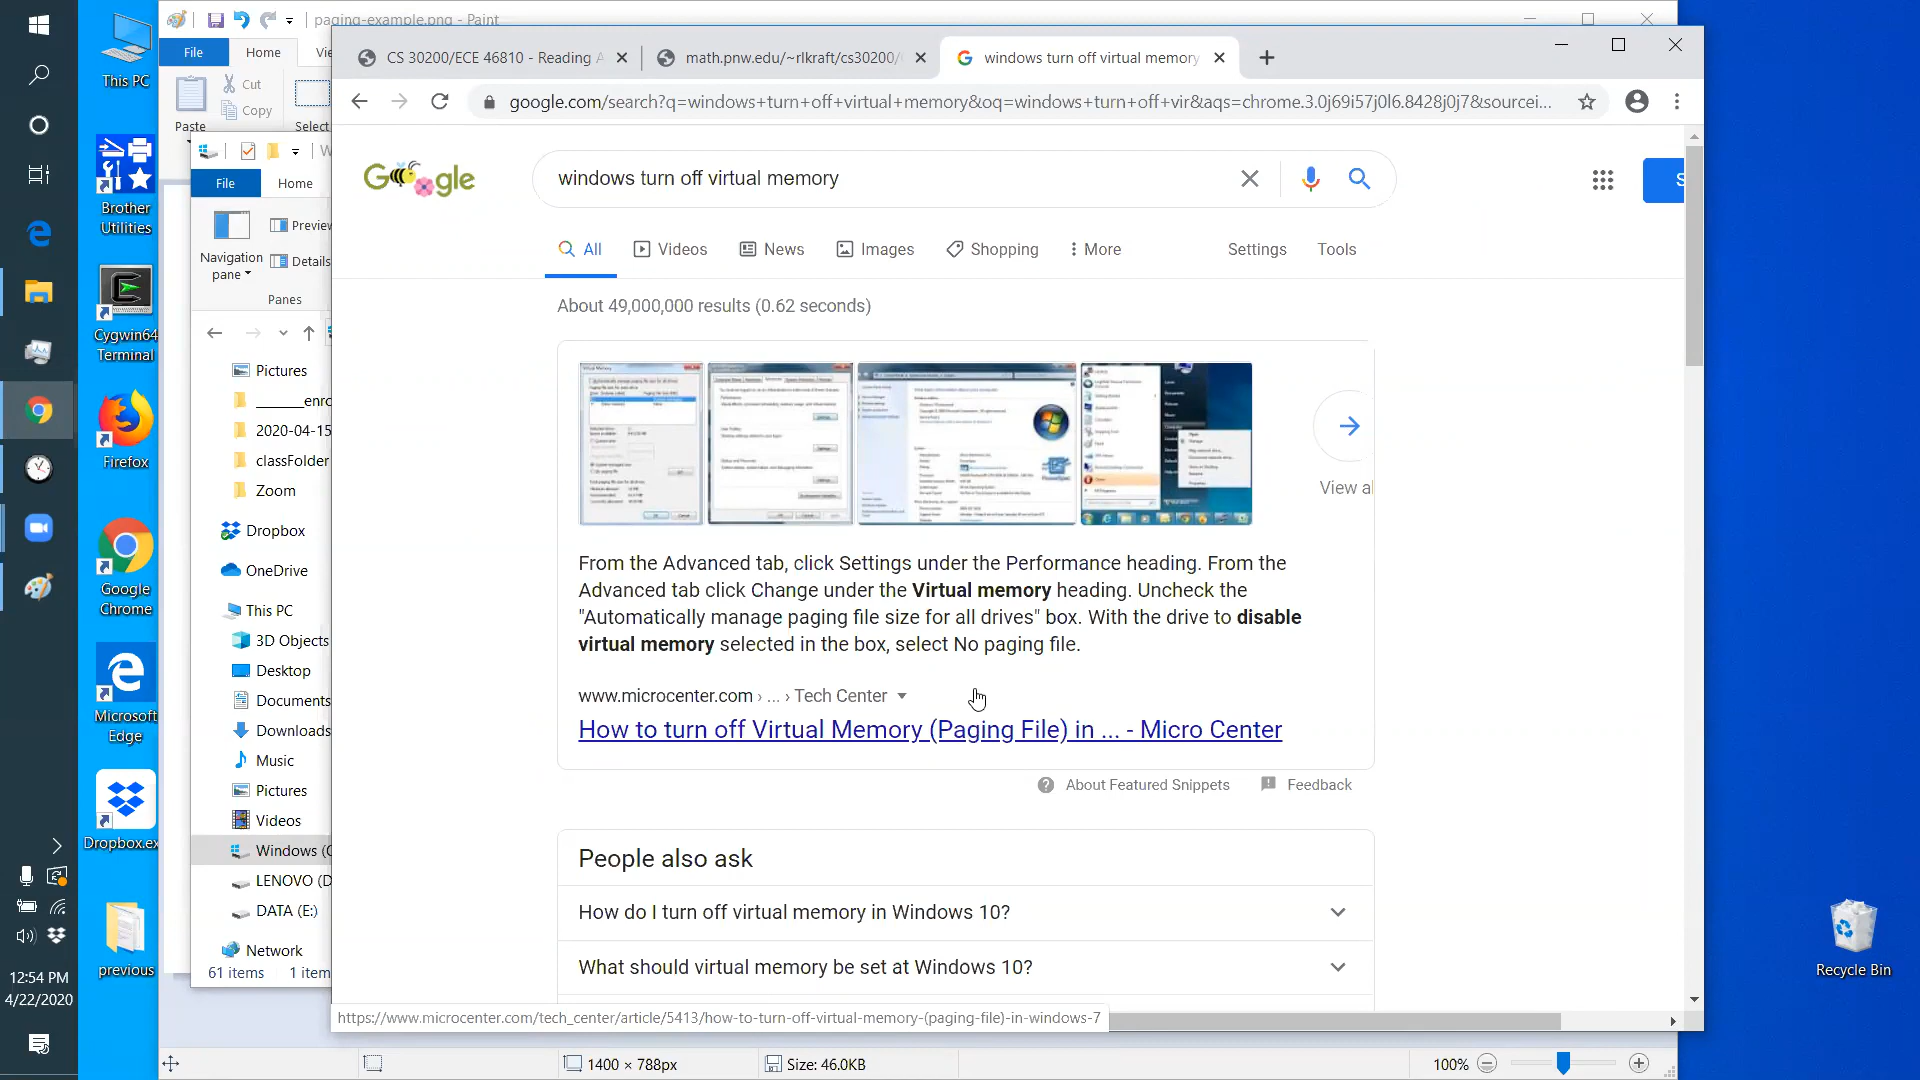 paging-example.png - Paint
File
Home
Cut
Copy
Paste
Select
File
Home
Preview
Navigation
pane
Details
Panes
Pictures
2020-04-15
classFolder
Zoom
Dropbox
OneDrive
This PC
3D Objects
Desktop
Documents
Downloads
Music
Pictures
Videos
Windows (C
LENOVO (D
DATA (E:)
Network
61 items
This PC
Brother
Utilities
Cygwin64
Terminal
Firefox
Google
Chrome
Microsoft
Edge
Dropbox.ex
previous
12:54 PM
4/22/2020
CS 30200/ECE 46810 - Reading A
math.pnw.edu/~rlkraft/cs30200/
windows turn off virtual memory
google.com/search?q=windows+turn+off+virtual+memory&oq=windows+turn+off+vir&aqs=chrome.3.0j69i57j0l6.8428j0j7&sourcei...
Google
windows turn off virtual memory
S
All
Videos
News
Images
Shopping
More
Settings
Tools
About 49,000,000 results (0.62 seconds)
View al
From the Advanced tab, click Settings under the Performance heading. From the
Advanced tab click Change under the Virtual memory heading. Uncheck the
"Automatically manage paging file size for all drives" box. With the drive to disable
virtual memory selected in the box, select No paging file.
www.microcenter.com › ... › Tech Center
How to turn off Virtual Memory (Paging File) in ... - Micro Center
About Featured Snippets
Feedback
People also ask
How do I turn off virtual memory in Windows 10?
What should virtual memory be set at Windows 10?
https://www.microcenter.com/tech_center/article/5413/how-to-turn-off-virtual-memory-(paging-file)-in-windows-7
1400 × 788px
Size: 46.0KB
100%
Recycle Bin